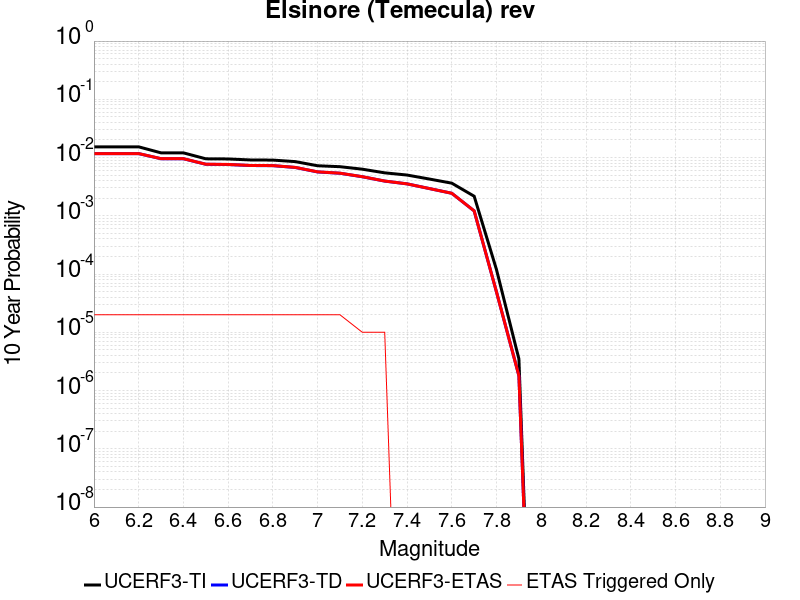 Elsinore (Temecula) rev
10 Year Probability
10^0
10^-1
10^-2
10^-3
10^-4
10^-5
10^-6
10^-7
10^-8
6 6.2 6.4 6.6 6.8 7 7.2 7.4 7.6 7.8 8 8.2 8.4 8.6 8.8 9
Magnitude
UCERF3-TI UCERF3-TD UCERF3-ETAS ETAS Triggered Only